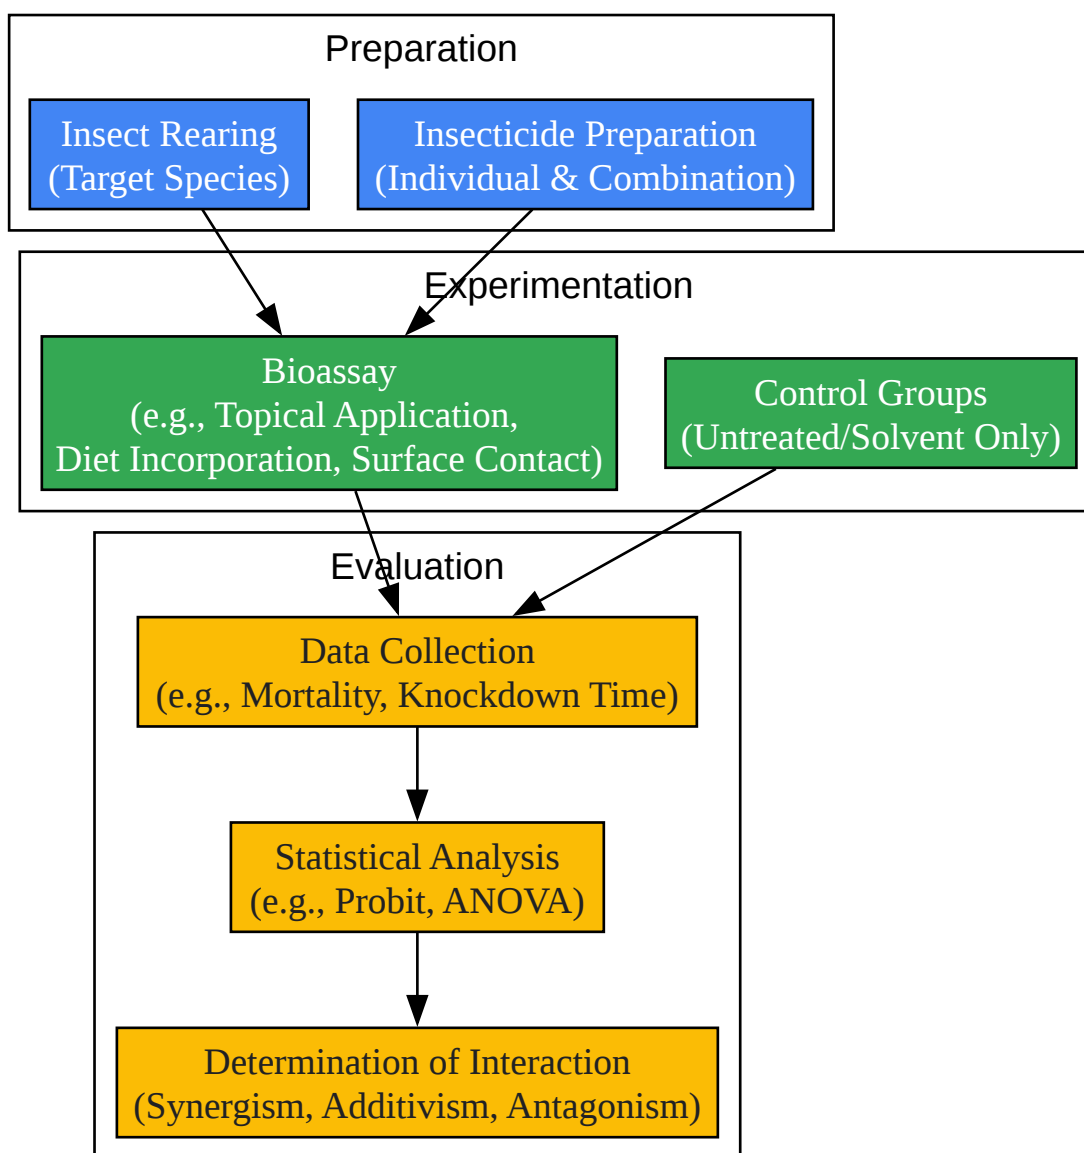 Preparation
Insect Rearing
(Target Species)
Insecticide Preparation
(Individual & Combination)
Experimentation
Bioassay
(e.g., Topical Application,
Diet Incorporation, Surface Contact)
Control Groups
(Untreated/Solvent Only)
Evaluation
Data Collection
(e.g., Mortality, Knockdown Time)
Statistical Analysis
(e.g., Probit, ANOVA)
Determination of Interaction
(Synergism, Additivism, Antagonism)